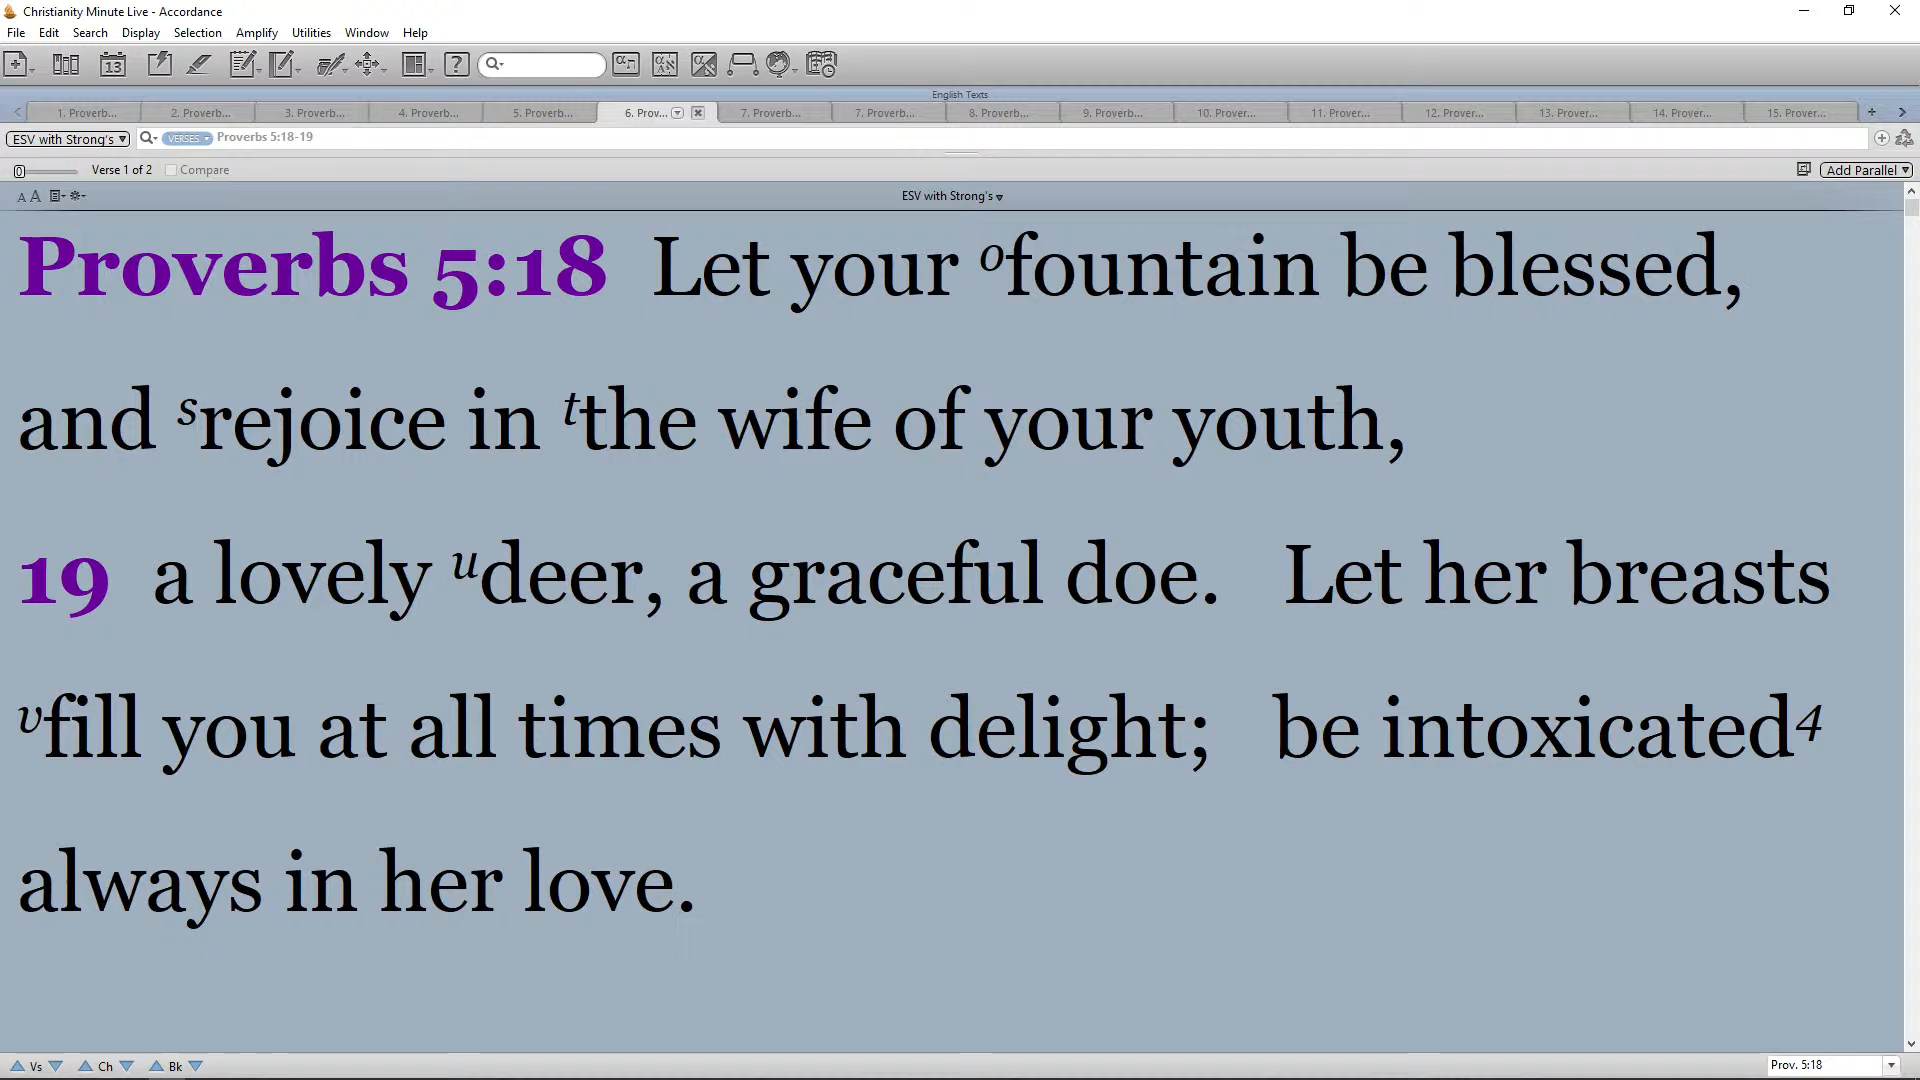 Christianity Minute Live - Accordance
File Edit Search Display Selection Amplify Utilities Window Help
13
English Texts
1. Proverb... 2. Proverb... 3. Proverb... 4. Proverb... 5. Proverb... 6. Prov... 7. Proverb... 7. Proverb... 8. Proverb... 9. Proverb... 10. Prover... 11. Prover... 12. Prover... 13. Prover... 14. Prover... 15. Prover...
ESV with Strong's VERSES Proverbs 5:18-19
0 Verse 1 of 2 Compare Add Parallel
A A ESV with Strong's
Proverbs 5:18 Let your ofountain be blessed,
and srejoice in tthe wife of your youth,
19 a lovely udeer, a graceful doe. Let her breasts
vfill you at all times with delight; be intoxicated4
always in her love.
Vs Ch Bk Prov. 5:18